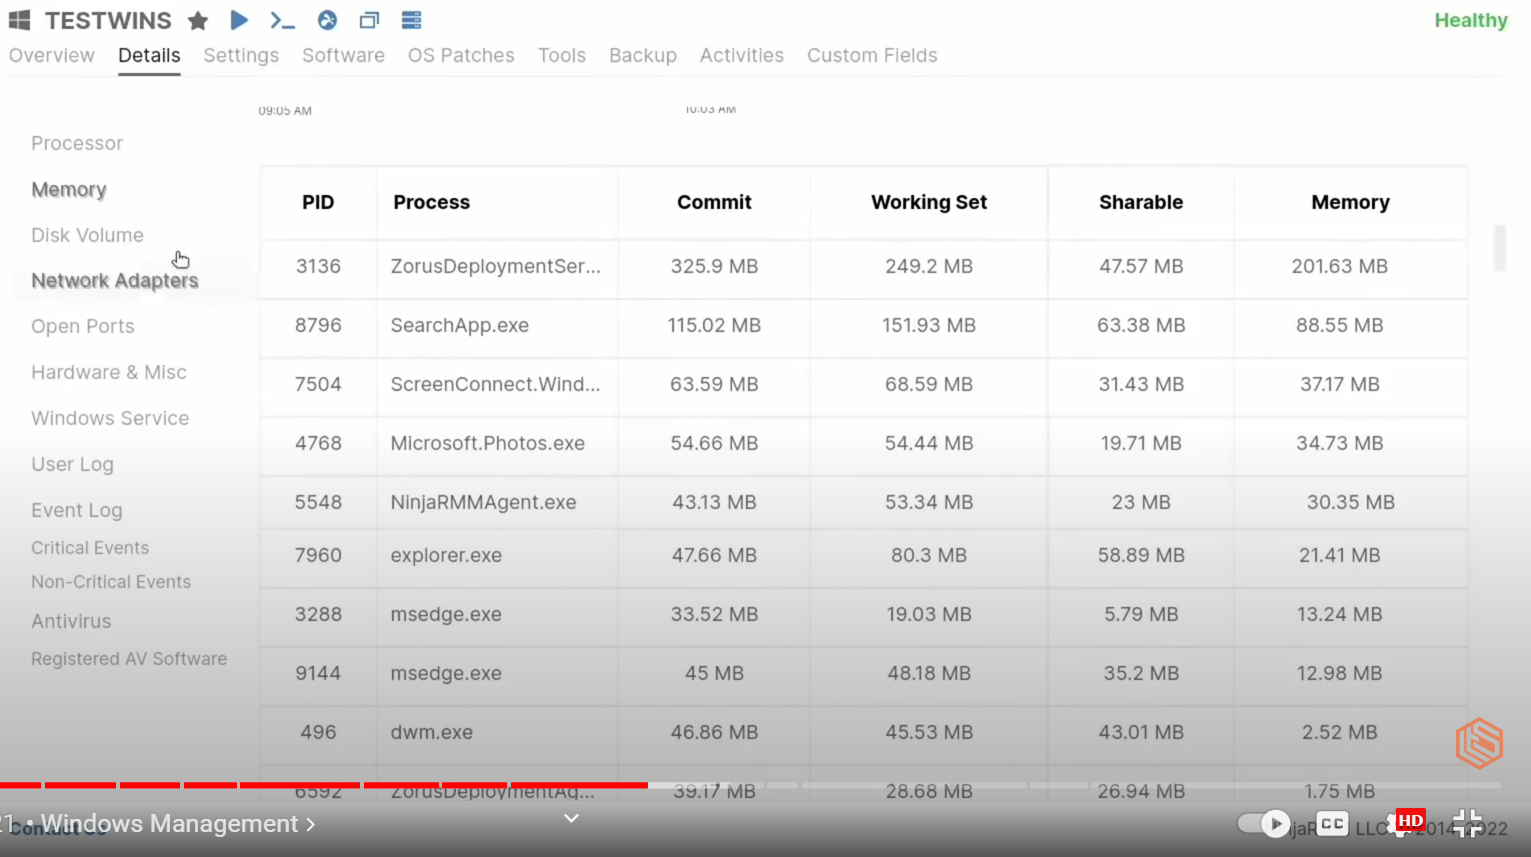 TESTWINS
Healthy
Overview Details Settings Software OS Patches Tools Backup Activities Custom Fields
09:05 AM 10:03 AM
Processor
Memory
Disk Volume
Network Adapters
Open Ports
Hardware & Misc
Windows Service
User Log
Event Log
Critical Events
Non-Critical Events
Antivirus
Registered AV Software
PID Process Commit Working Set Sharable Memory
3136 ZorusDeploymentSer... 325.9 MB 249.2 MB 47.57 MB 201.63 MB
8796 SearchApp.exe 115.02 MB 151.93 MB 63.38 MB 88.55 MB
7504 ScreenConnect.Wind... 63.59 MB 68.59 MB 31.43 MB 37.17 MB
4768 Microsoft.Photos.exe 54.66 MB 54.44 MB 19.71 MB 34.73 MB
5548 NinjaRMMAgent.exe 43.13 MB 53.34 MB 23 MB 30.35 MB
7960 explorer.exe 47.66 MB 80.3 MB 58.89 MB 21.41 MB
3288 msedge.exe 33.52 MB 19.03 MB 5.79 MB 13.24 MB
9144 msedge.exe 45 MB 48.18 MB 35.2 MB 12.98 MB
496 dwm.exe 46.86 MB 45.53 MB 43.01 MB 2.52 MB
6592 ZorusDeploymentAg... 39.17 MB 28.68 MB 26.94 MB 1.75 MB
• Windows Management >
Contact
CC
HD
LLC